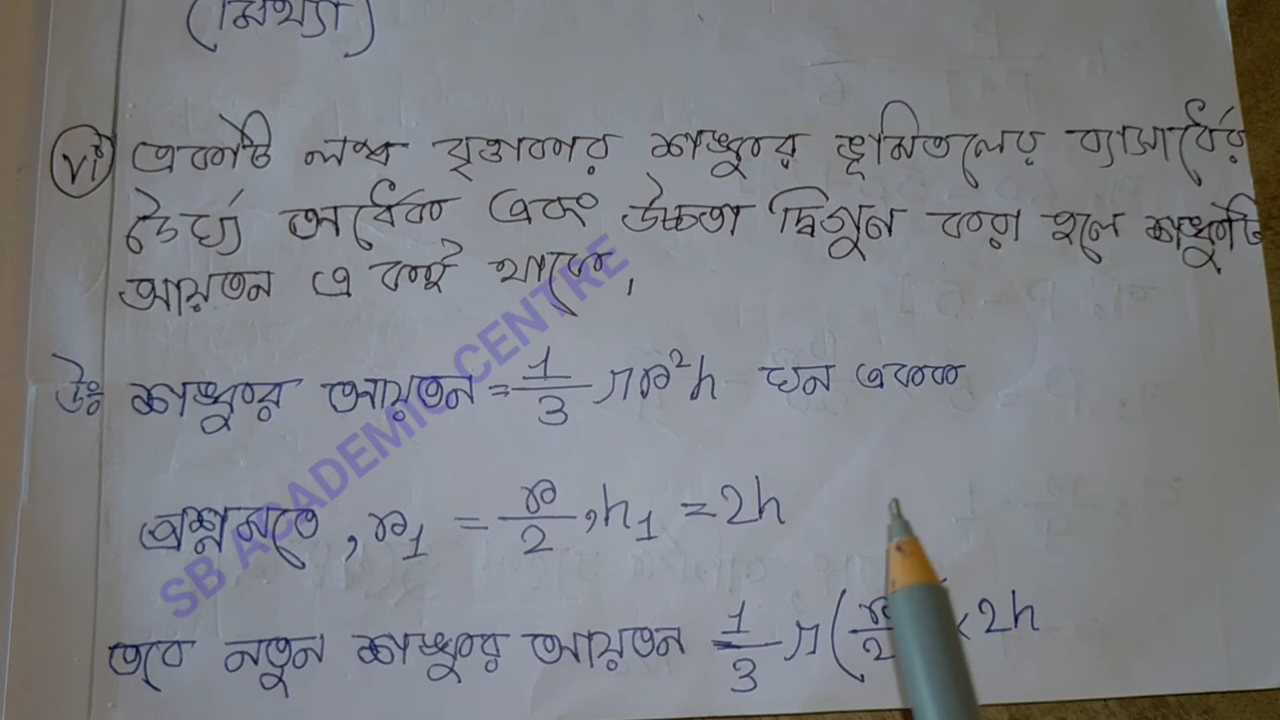 (মিথ্যা)
vi একটি লম্ব বৃত্তাকার শঙ্কুর ভূমিতলের ব্যাসার্ধের
দৈর্ঘ্য অর্ধেক এবং উচ্চতা দ্বিগুন করা হলে শঙ্কুটি
আয়তন একই থাকে,
উঃ শঙ্কুর আয়তন = 1/3 πr²h ঘন একক
প্রশ্নমতে, r₁ = r/2, h₁ = 2h
তবে নতুন শঙ্কুর আয়তন = 1/3 π(r/2 × 2h
SB ACADEMIC CENTRE